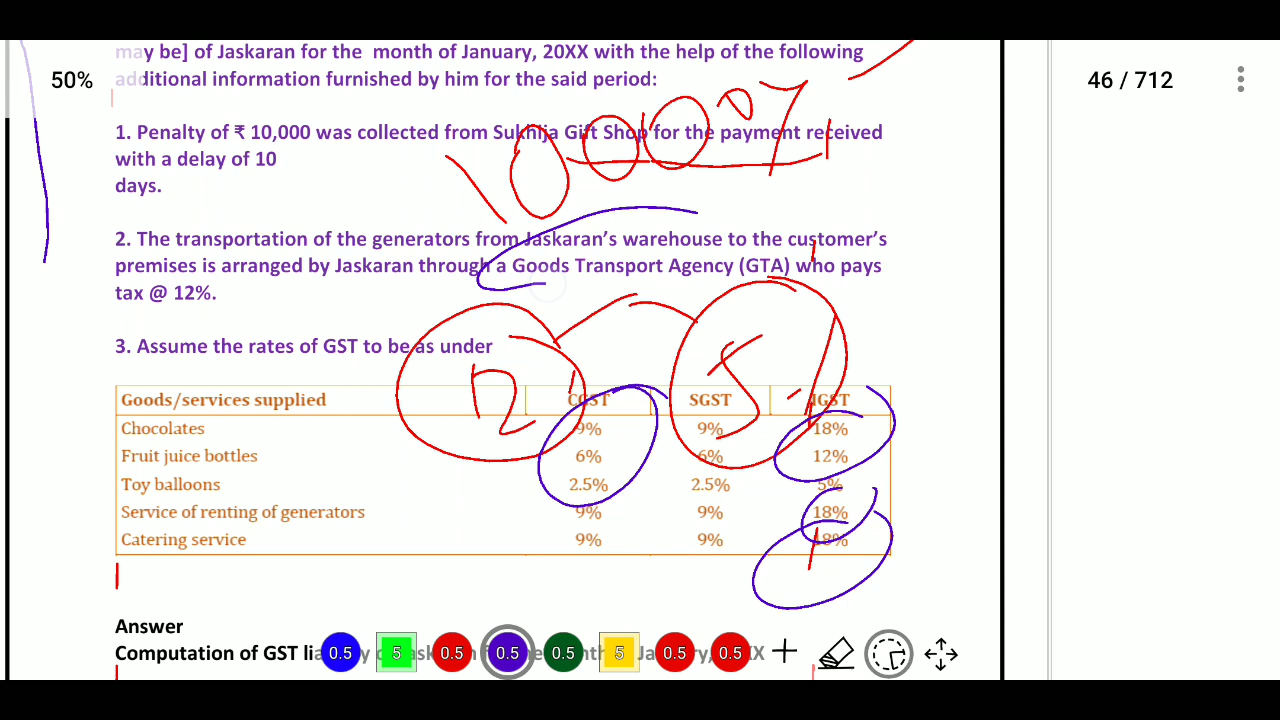 may be] of Jaskaran for the month of January, 20XX with the help of the following
50%
additional information furnished by him for the said period:
46 / 712
1. Penalty of ₹ 10,000 was collected from Sukhija Gift Shop for the payment received
with a delay of 10
days.
2. The transportation of the generators from Jaskaran’s warehouse to the customer’s
premises is arranged by Jaskaran through a Goods Transport Agency (GTA) who pays
tax @ 12%.
3. Assume the rates of GST to be as under
Goods/services supplied CGST SGST IGST
Chocolates 9% 9% 18%
Fruit juice bottles 6% 6% 12%
Toy balloons 2.5% 2.5% 5%
Service of renting of generators 9% 9% 18%
Catering service 9% 9% 18%
Answer
Computation of GST
0.5 5 0.5 0.5 0.5 5 0.5 0.5